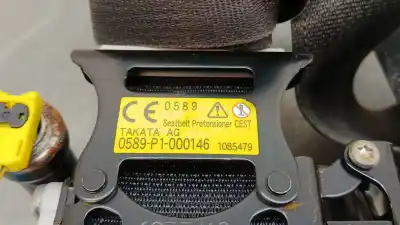 CE 0589
Seatbelt Pretensioner CEST
TAKATA AG
0589-P1-000146 1085479